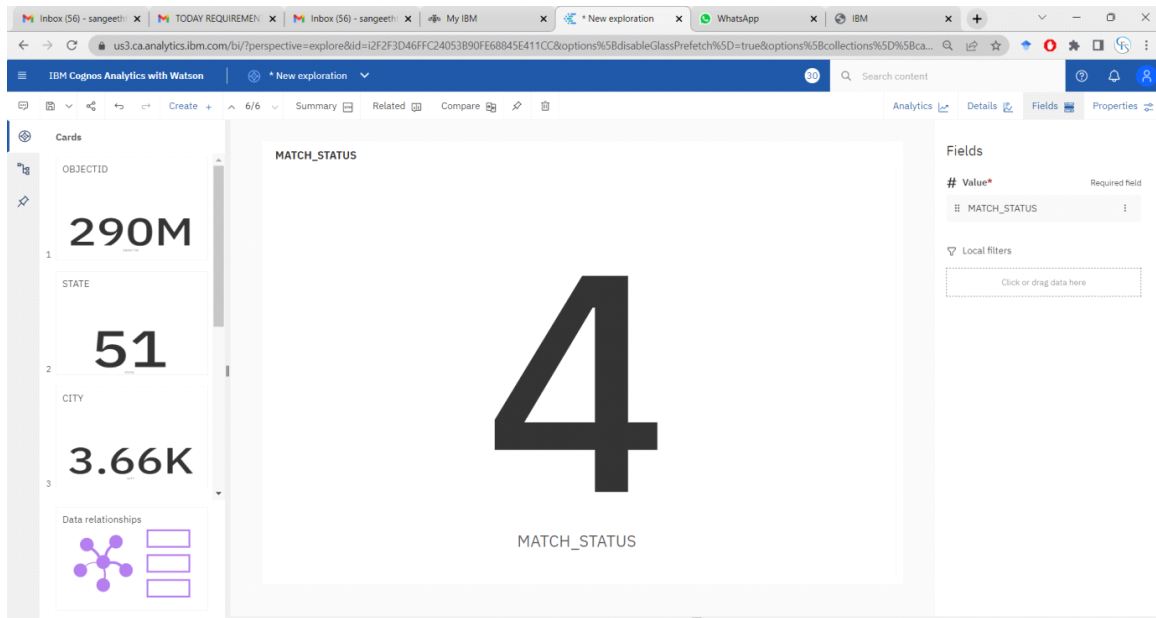 Inbox (56) - sangeeth
TODAY REQUIREMEN
Inbox (56) - sangeeth
My IBM
* New exploration
WhatsApp
IBM
us3.ca.analytics.ibm.com/bi/?perspective=explore&id=i2F2F3D46FFC24053B90FE68845E411CC&options%5BdisableGlassPrefetch%5D=true&options%5Bcollections%5D%5Bca...
IBM Cognos Analytics with Watson
* New exploration
30
Search content
Create +
6/6
Summary
Related
Compare
Analytics
Details
Fields
Properties
Cards
OBJECTID
290M
1
STATE
51
2
CITY
3.66K
3
Data relationships
MATCH_STATUS
4
MATCH_STATUS
Fields
# Value*
Required field
MATCH_STATUS
Local filters
Click or drag data here